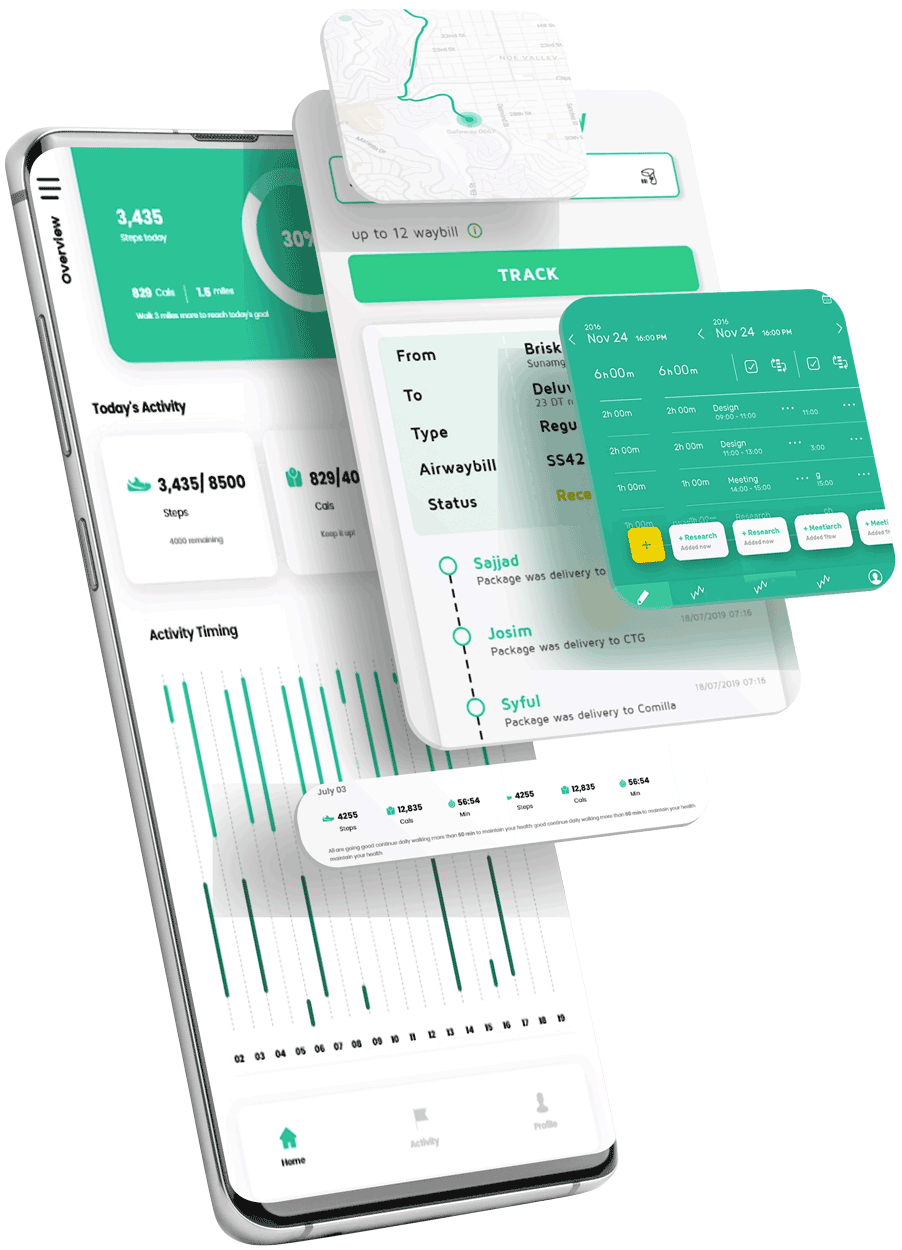 22nd St
22nd St
NOE VALLEY
Overview
3,435
Steps today
30%
829 Cals
1.5 miles
Walk 3 miles more to reach today's goal
up to 12 waybill
TRACK
From
Brisk
Sunamg
To
Deluv
23 DT n
Type
Regu
Airwaybill
SS42
Status
Rece
Sajjad
Package was delivery to
Josim
Package was delivery to CTG
18/07/2019 07:16
Syful
Package was delivery to Comilla
18/07/2019 07:16
2016
Nov 24 16:00 PM
2016
Nov 24 16:00 PM
6h00m
6h00m
2h 00m
2h 00m
Design
09:00 - 11:00
11:00
2h 00m
2h 00m
Design
11:00 - 13:00
3:00
1h 00m
1h 00m
Meeting
14:00 - 15:00
g
15:00
1h 00m
Research
ch
+
+ Research
Added now
+ Research
Added now
+ Meetiarch
+ Meeti
Today's Activity
3,435/ 8500
Steps
4000 remaining
829/40
Cals
Keep it up!
Activity Timing
July 03
4255
Steps
12,835
Cals
56:54
Min
4255
Steps
12,835
Cals
56:54
Min
All are going good continue daily walking more than 60 min to maintain your health good continue daily walking more than 60 min to maintain your health
maintain your health
02 03 04 05 06 07 08 09 10 11 12 13 14 15 16 17 18 19
Home
Activity
Profile